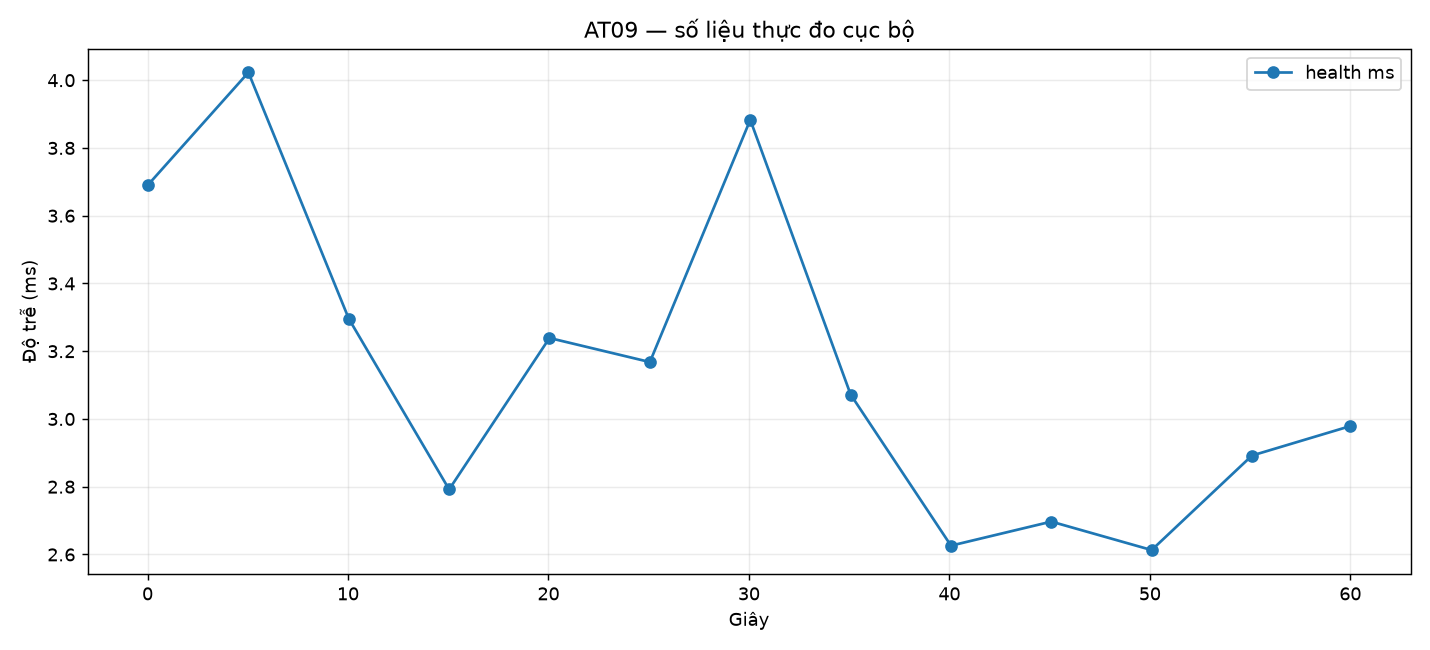 AT09 — số liệu thực đo cục bộ
health ms
Độ trễ (ms)
4.0
3.8
3.6
3.4
3.2
3.0
2.8
2.6
0 10 20 30 40 50 60
Giây